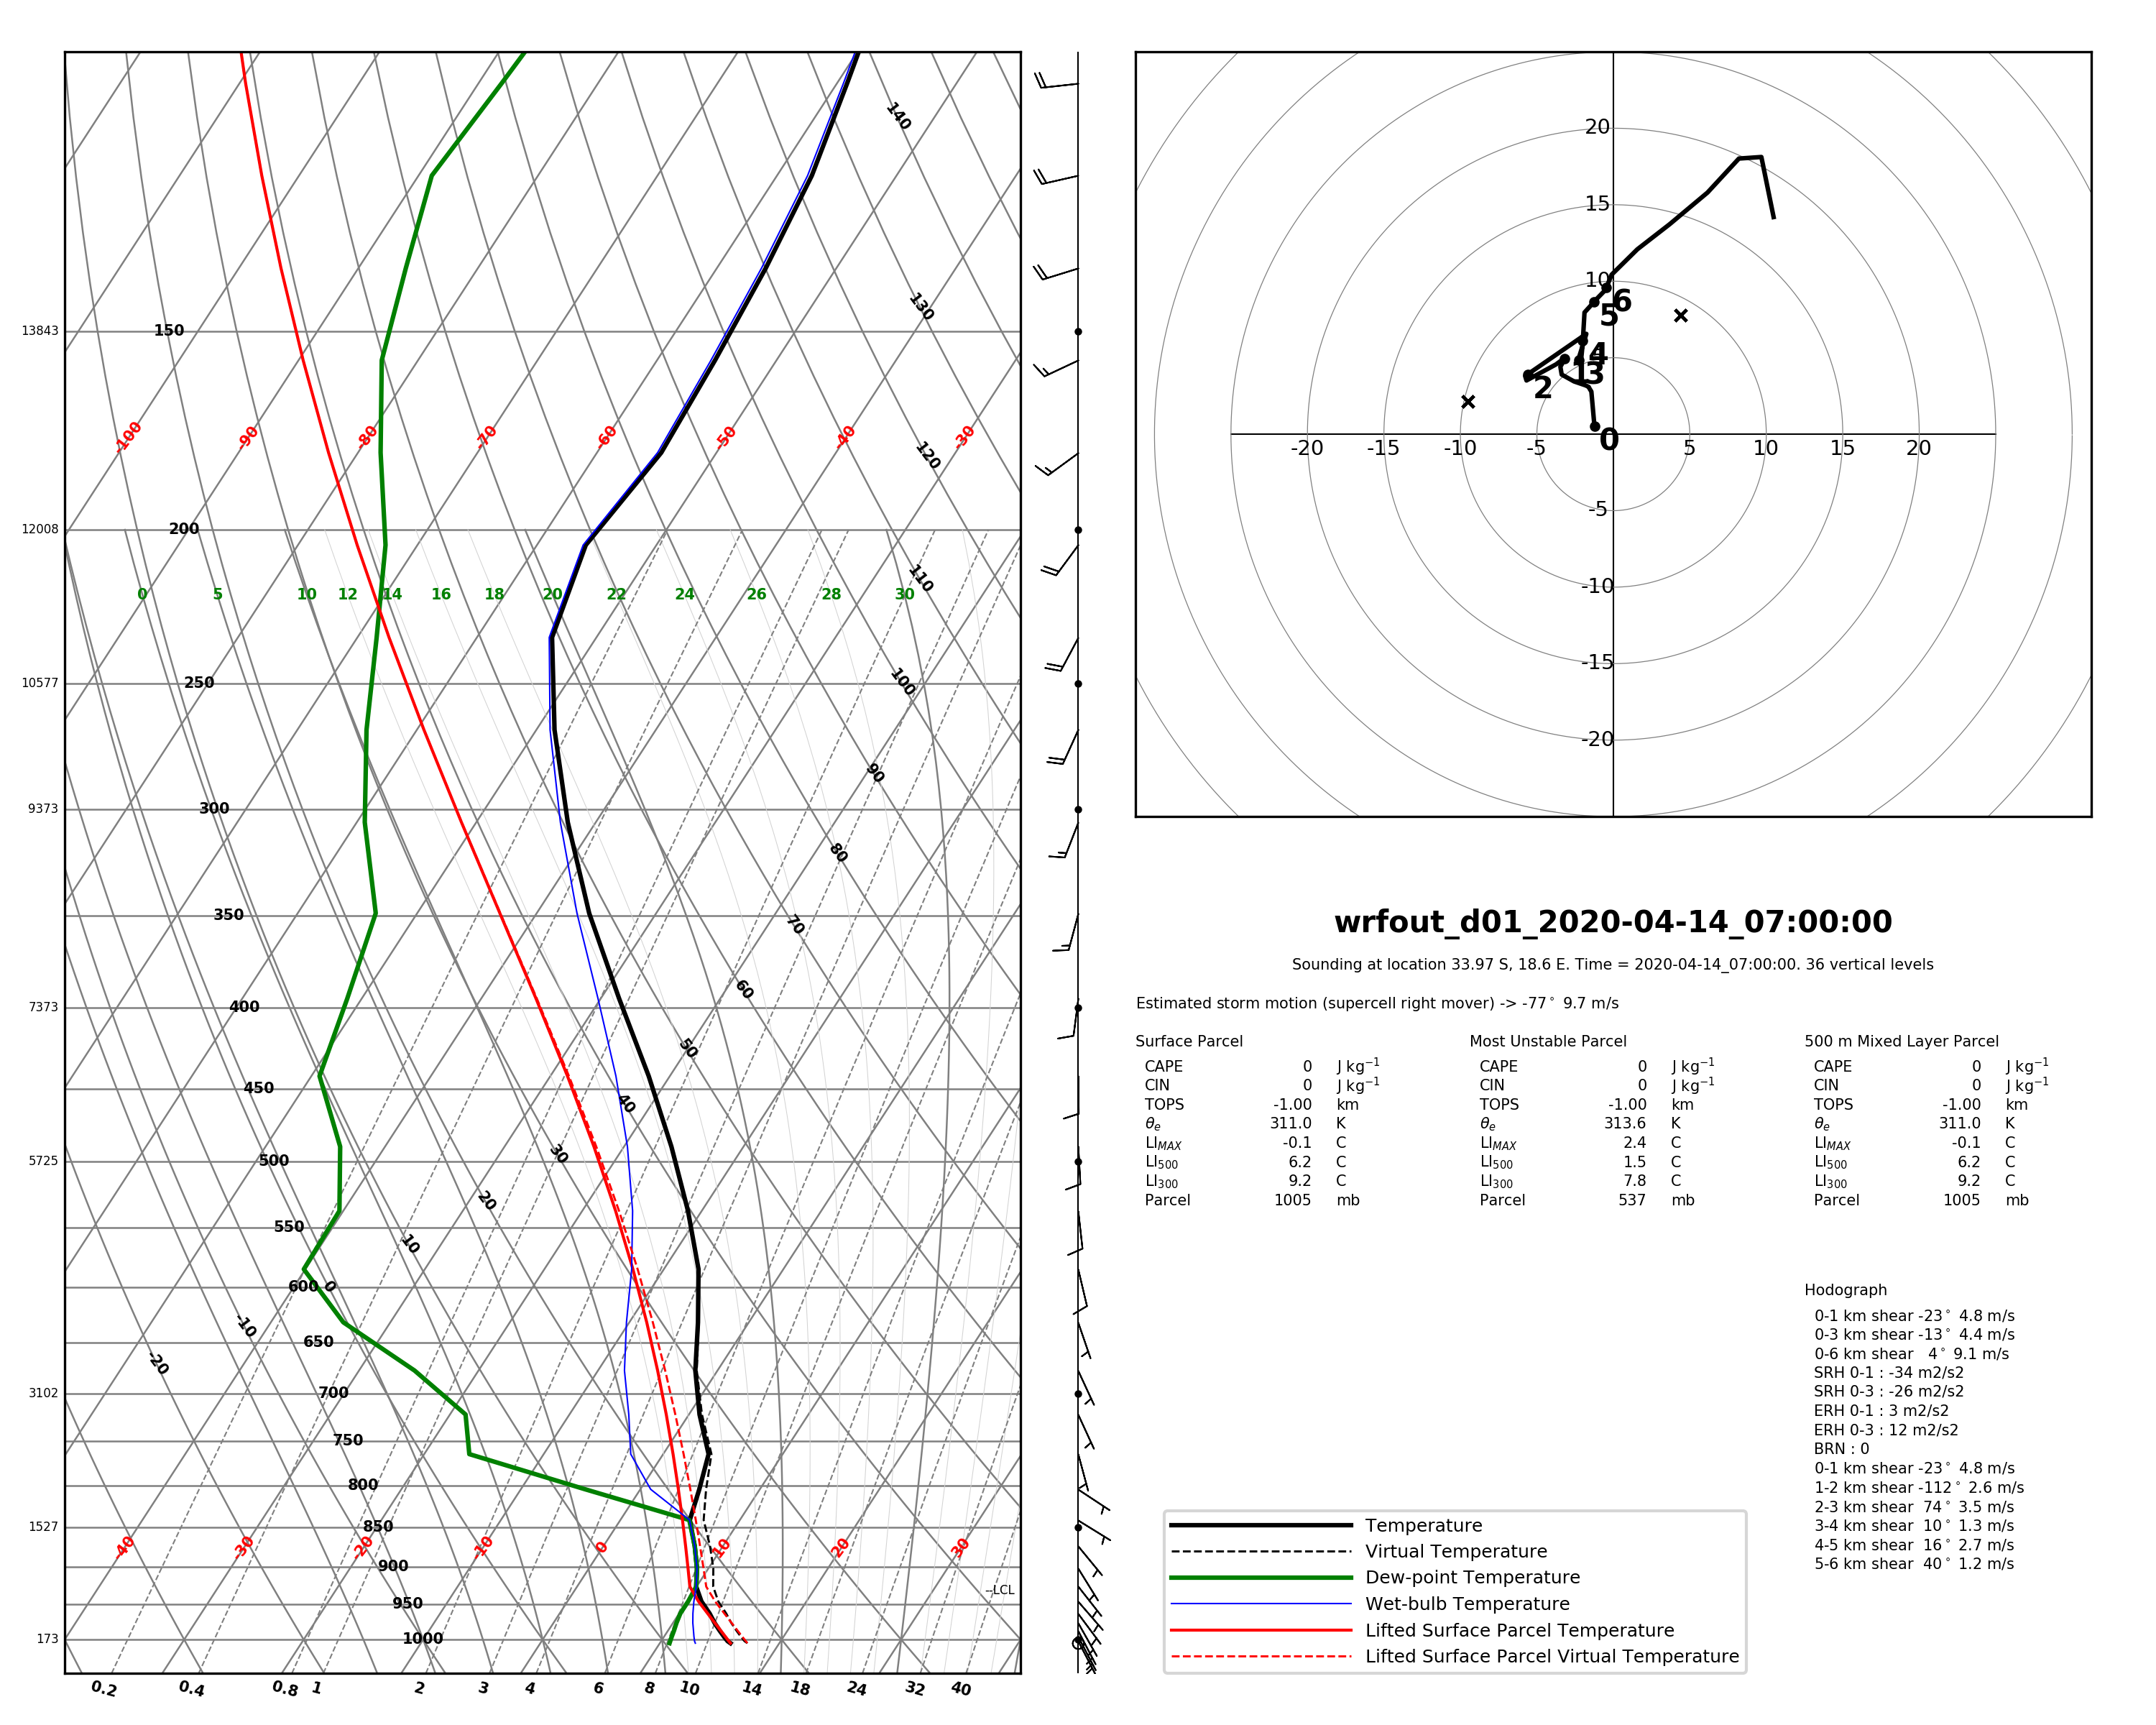 140
130
120
110
100
90
80
70
60
50
40
30
20
10
0
-10
-20
13843 150
-100 -90 -80 -70 -60 -50 -40 -30
12008 200
0 5 10 12 14 16 18 20 22 24 26 28 30
10577 250
9373 300
350
7373 400
450
5725 500
550
600
650
3102 700
750
800
1527 850
-40 -30 -20 -10 0 10 20 30
900
--LCL
950
173 1000
0.2 0.4 0.8 1 2 3 4 6 8 10 14 18 24 32 40
20
15
10
5
6
4
3
1
2
0
-20 -15 -10 -5 5 10 15 20
-5
-10
-15
-20
wrfout_d01_2020-04-14_07:00:00
Sounding at location 33.97 S, 18.6 E. Time = 2020-04-14_07:00:00. 36 vertical levels
Estimated storm motion (supercell right mover) -> -77° 9.7 m/s
Surface Parcel Most Unstable Parcel 500 m Mixed Layer Parcel
CAPE 0 J kg⁻¹ CAPE 0 J kg⁻¹ CAPE 0 J kg⁻¹
CIN 0 J kg⁻¹ CIN 0 J kg⁻¹ CIN 0 J kg⁻¹
TOPS -1.00 km TOPS -1.00 km TOPS -1.00 km
θe 311.0 K θe 313.6 K θe 311.0 K
LIMAX -0.1 C LIMAX 2.4 C LIMAX -0.1 C
LI500 6.2 C LI500 1.5 C LI500 6.2 C
LI300 9.2 C LI300 7.8 C LI300 9.2 C
Parcel 1005 mb Parcel 537 mb Parcel 1005 mb
Hodograph
0-1 km shear -23° 4.8 m/s
0-3 km shear -13° 4.4 m/s
0-6 km shear 4° 9.1 m/s
SRH 0-1 : -34 m2/s2
SRH 0-3 : -26 m2/s2
ERH 0-1 : 3 m2/s2
ERH 0-3 : 12 m2/s2
BRN : 0
0-1 km shear -23° 4.8 m/s
1-2 km shear -112° 2.6 m/s
2-3 km shear 74° 3.5 m/s
3-4 km shear 10° 1.3 m/s
4-5 km shear 16° 2.7 m/s
5-6 km shear 40° 1.2 m/s
Temperature
Virtual Temperature
Dew-point Temperature
Wet-bulb Temperature
Lifted Surface Parcel Temperature
Lifted Surface Parcel Virtual Temperature